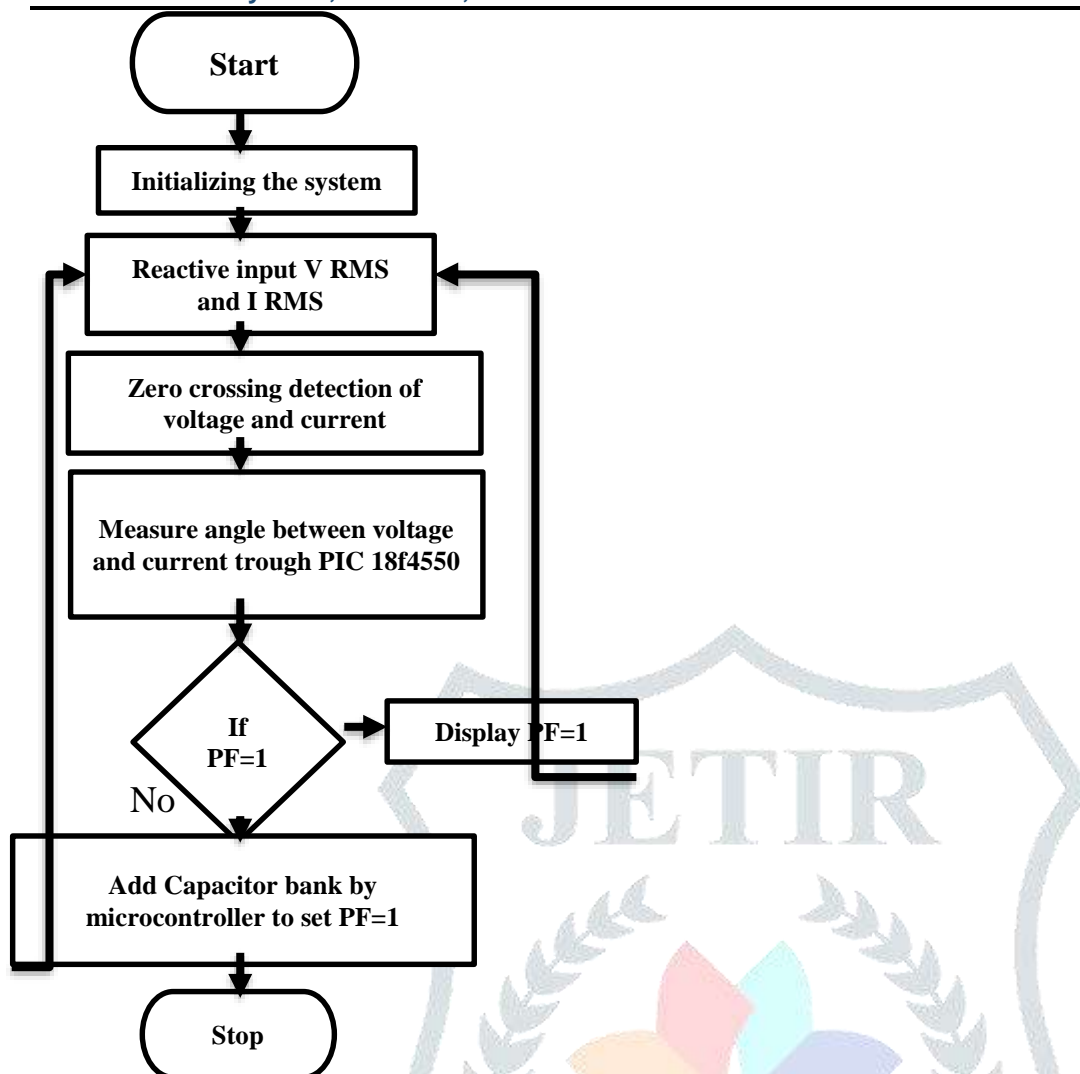 Start
Initializing the system
Reactive input V RMS
and I RMS
Zero crossing detection of
voltage and current
Measure angle between voltage
and current trough PIC 18f4550
If
PF=1
Display PF=1
No
JETIR
Add Capacitor bank by
microcontroller to set PF=1
Stop